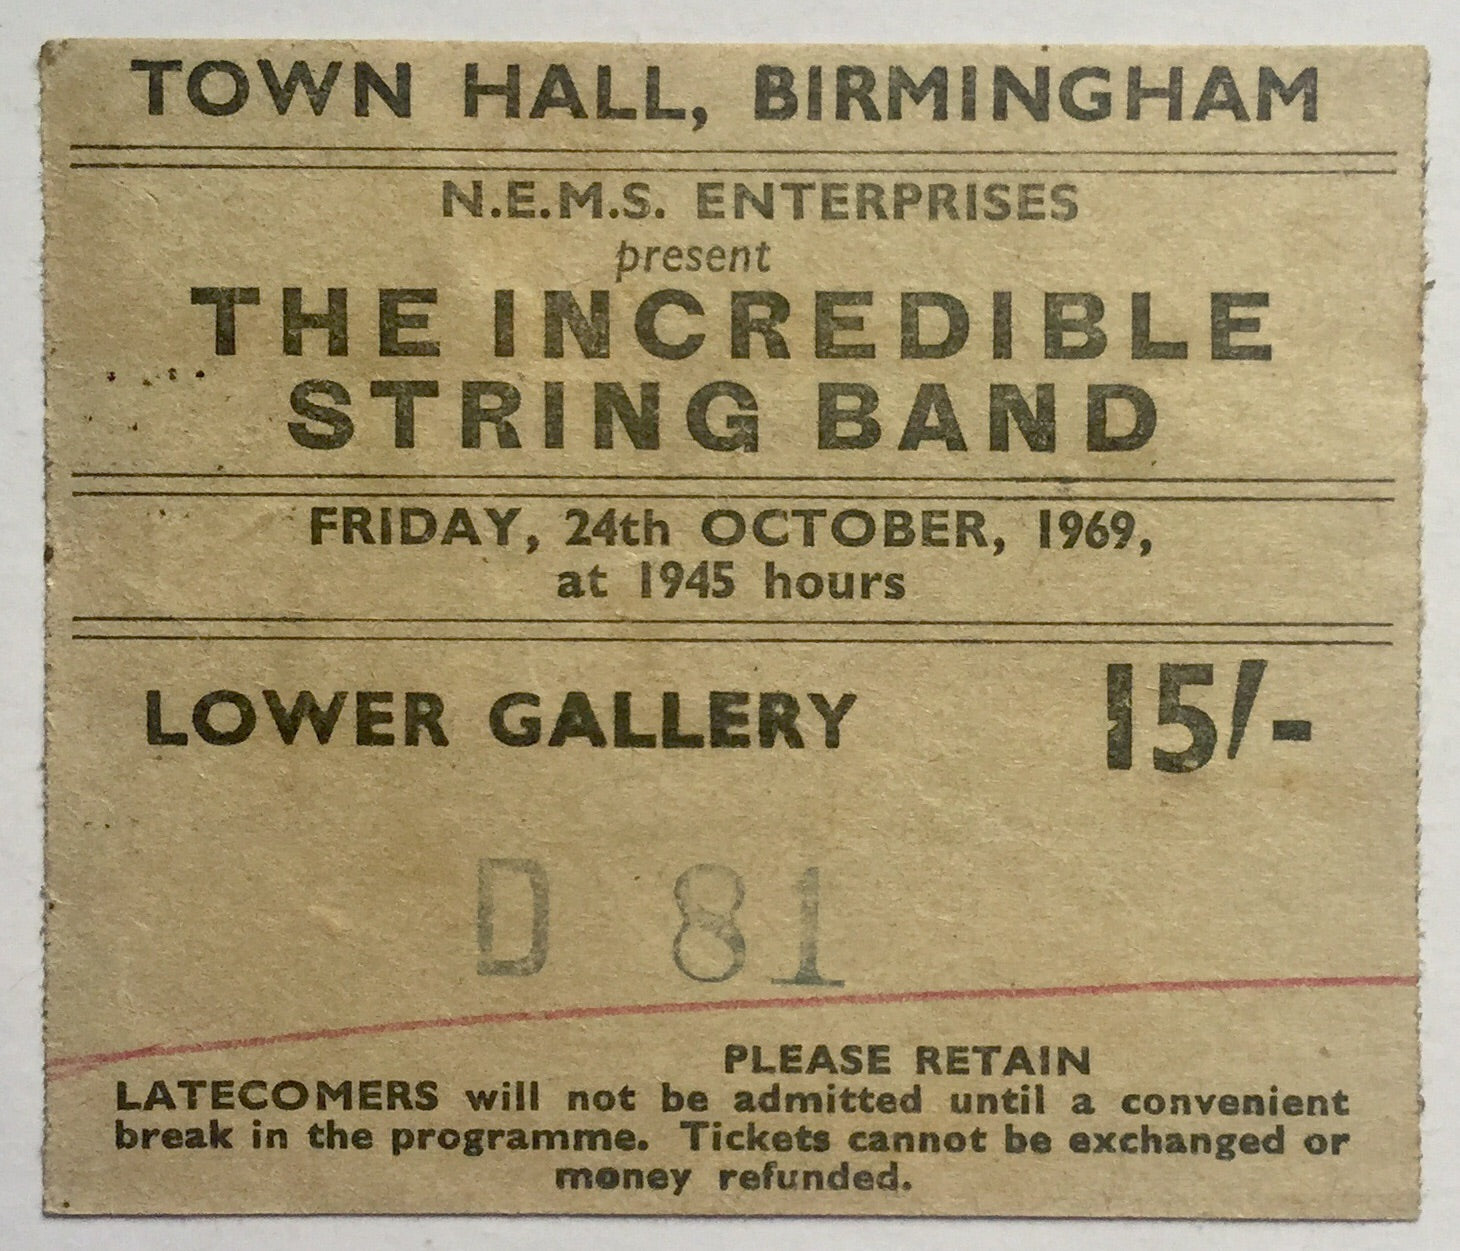 TOWN HALL, BIRMINGHAM
N.E.M.S. ENTERPRISES
present
THE INCREDIBLE
STRING BAND
FRIDAY, 24th OCTOBER, 1969,
at 1945 hours
LOWER GALLERY 15/-
D 81
PLEASE RETAIN
LATECOMERS will not be admitted until a convenient
break in the programme. Tickets cannot be exchanged or
money refunded.